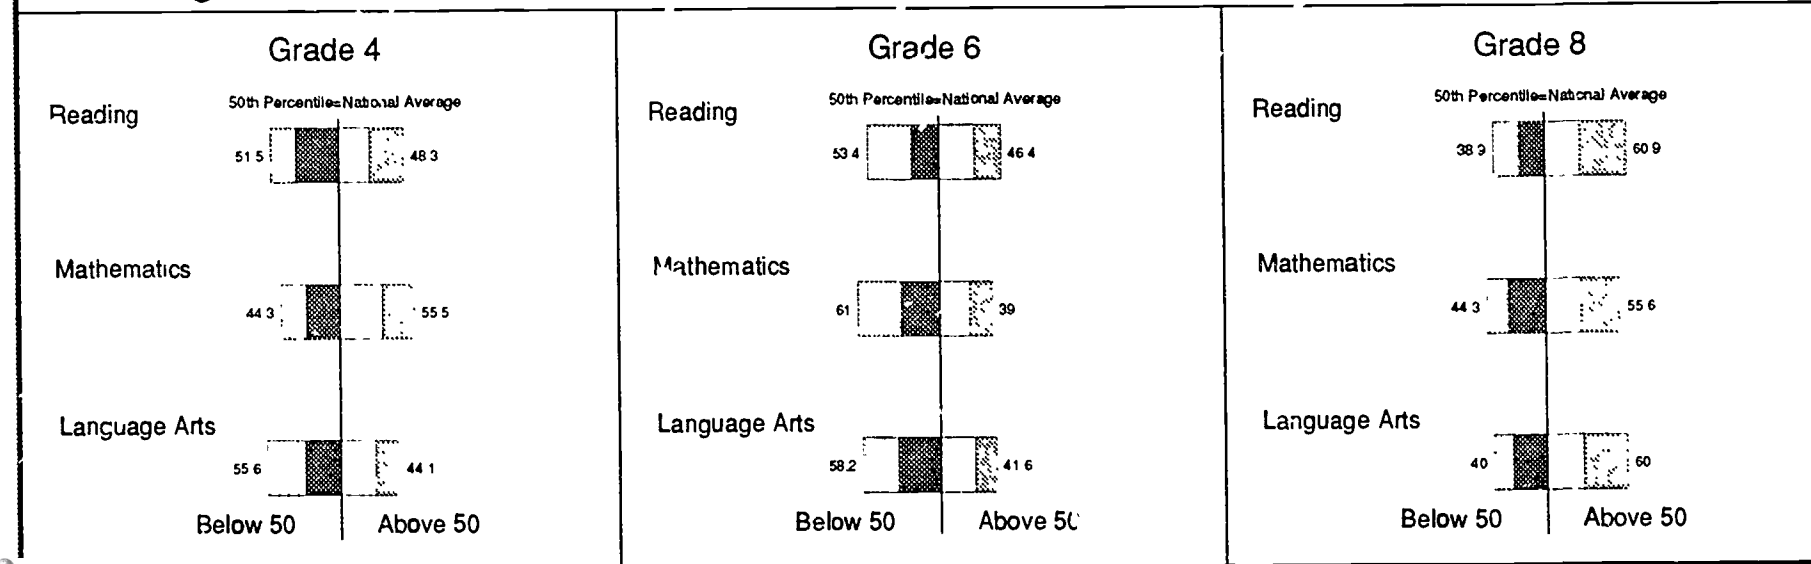 Grade 4
50th Percentile=National Average
Reading
51 5
48 3
Mathematics
44 3
55 5
Language Arts
55 6
44 1
Below 50
Above 50
Grade 6
50th Percentile=National Average
Reading
53 4
46 4
Mathematics
61
39
Language Arts
58.2
41 6
Below 50
Above 50
Grade 8
50th Percentile=National Average
Reading
38 9
60 9
Mathematics
44 3
55 6
Language Arts
40
60
Below 50
Above 50